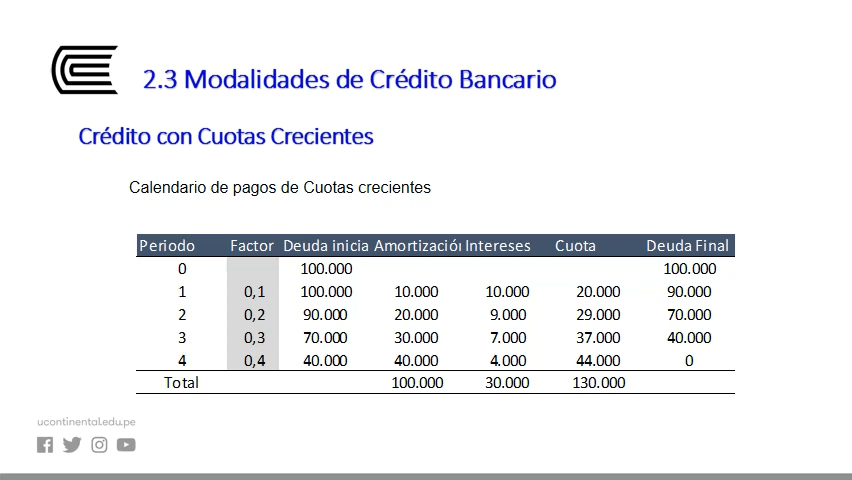 2.3 Modalidades de Crédito Bancario
Crédito con Cuotas Crecientes
Calendario de pagos de Cuotas crecientes
Periodo Factor Deuda inicia Amortización Intereses Cuota Deuda Final
0 100.000 100.000
1 0,1 100.000 10.000 10.000 20.000 90.000
2 0,2 90.000 20.000 9.000 29.000 70.000
3 0,3 70.000 30.000 7.000 37.000 40.000
4 0,4 40.000 40.000 4.000 44.000 0
Total 100.000 30.000 130.000
ucontinental.edu.pe